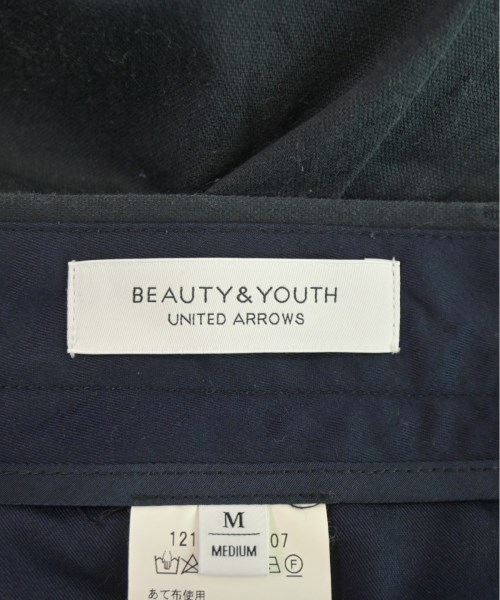 BEAUTY&YOUTH
UNITED ARROWS
M
MEDIUM
121 07
F
あて布使用